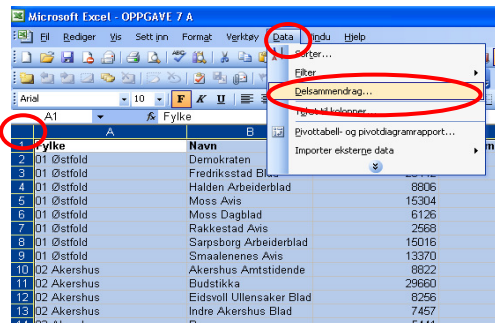 Microsoft Excel - OPPGAVE 7 A
Fil Rediger Vis Sett inn Format Verktøy Data Vindu Hjelp
Sorter...
Filter
Delsammendrag...
Tekst til kolonner...
Pivottabell- og pivotdiagramrapport...
Importer eksterne data
Arial 10 F K U
A1 fx Fylke
A B
1 Fylke Navn
2 01 Østfold Demokraten
3 01 Østfold Fredriksstad
4 01 Østfold Halden Arbeiderblad 8806
5 01 Østfold Moss Avis 15304
6 01 Østfold Moss Dagblad 6126
7 01 Østfold Rakkestad Avis 2568
8 01 Østfold Sarpsborg Arbeiderblad 15016
9 01 Østfold Smaalenenes Avis 13370
10 02 Akershus Akershus Amtstidende 8822
11 02 Akershus Budstikka 29660
12 02 Akershus Eidsvoll Ullensaker Blad 8256
13 02 Akershus Indre Akershus Blad 7457